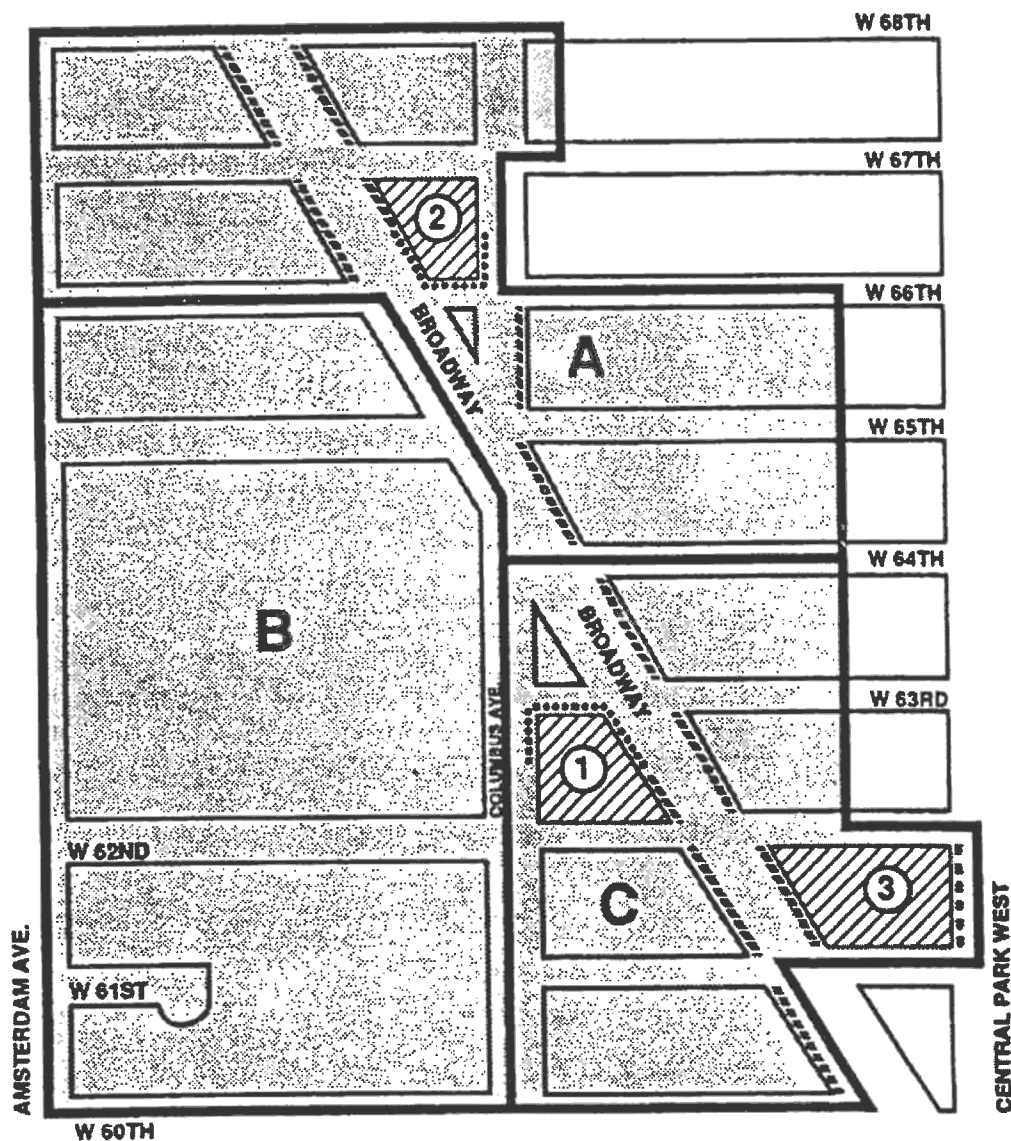 W 68TH
W 67TH
2
W 66TH
BROADWAY
A
W 65TH
W 64TH
BROADWAY
B
W 63RD
COLUMBUS AVE.
1
W 62ND
3
C
W 61ST
AMSTERDAM AVE.
CENTRAL PARK WEST
W 60TH